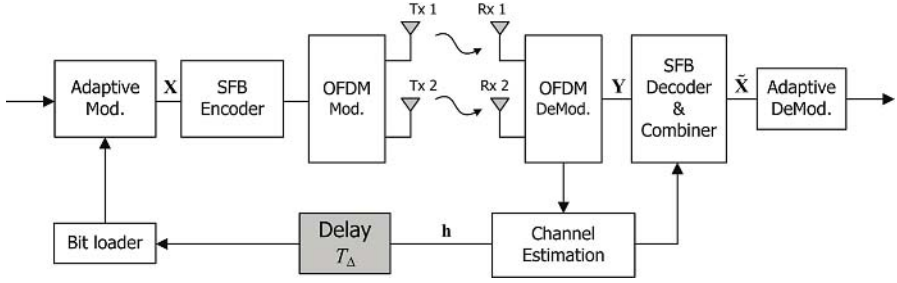 Tx 1
Rx 1
Adaptive
Mod.
X
SFB
Encoder
OFDM
Mod.
Tx 2
Rx 2
OFDM
DeMod.
Y
SFB
Decoder
&
Combiner
X̃
Adaptive
DeMod.
Bit loader
Delay
T_Δ
h
Channel
Estimation